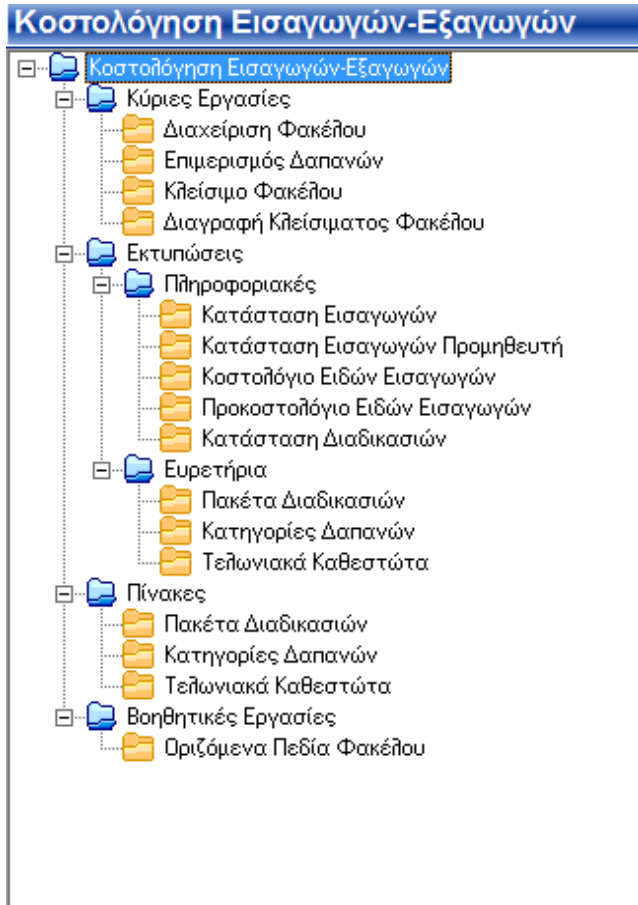 Κοστολόγηση Εισαγωγών-Εξαγωγών
Κοστολόγηση Εισαγωγών-Εξαγωγών
Κύριες Εργασίες
Διαχείριση Φακέλου
Επιμερισμός Δαπανών
Κλείσιμο Φακέλου
Διαγραφή Κλείσιματος Φακέλου
Εκτυπώσεις
Πληροφοριακές
Κατάσταση Εισαγωγών
Κατάσταση Εισαγωγών Προμηθευτή
Κοστολόγιο Ειδών Εισαγωγών
Προκοστολόγιο Ειδών Εισαγωγών
Κατάσταση Διαδικασιών
Ευρετήρια
Πακέτα Διαδικασιών
Κατηγορίες Δαπανών
Τελωνιακά Καθεστώτα
Πίνακες
Πακέτα Διαδικασιών
Κατηγορίες Δαπανών
Τελωνιακά Καθεστώτα
Βοηθητικές Εργασίες
Οριζόμενα Πεδία Φακέλου